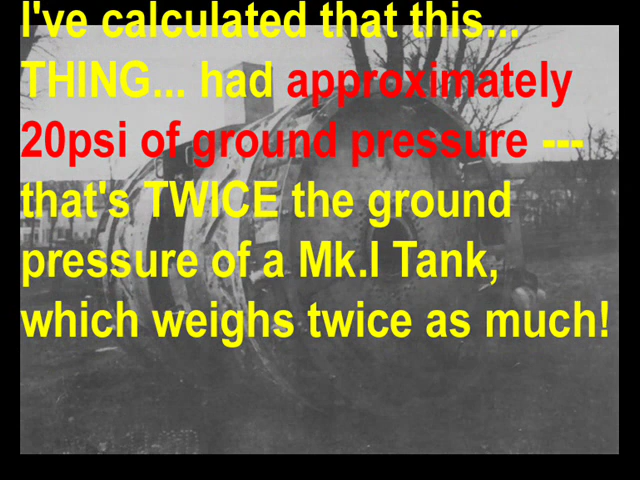 I've calculated that this...
THING... had approximately
20psi of ground pressure ---
that's TWICE the ground
pressure of a Mk.I Tank,
which weighs twice as much!